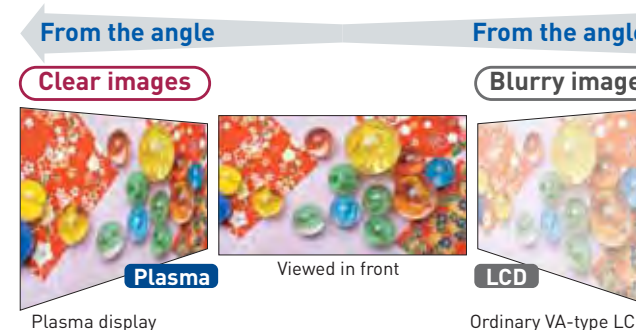 From the angle
From the angle
Clear images
Blurry image
Plasma
Viewed in front
LCD
Plasma display
Ordinary VA-type LC